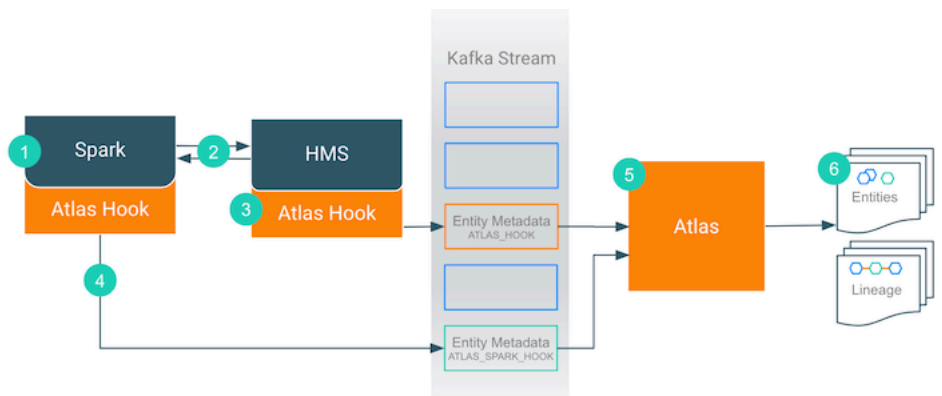 Kafka Stream
1
Spark
2
HMS
Atlas Hook
3
Atlas Hook
4
Entity Metadata
ATLAS_HOOK
Entity Metadata
ATLAS_SPARK_HOOK
5
Atlas
6
Entities
Lineage